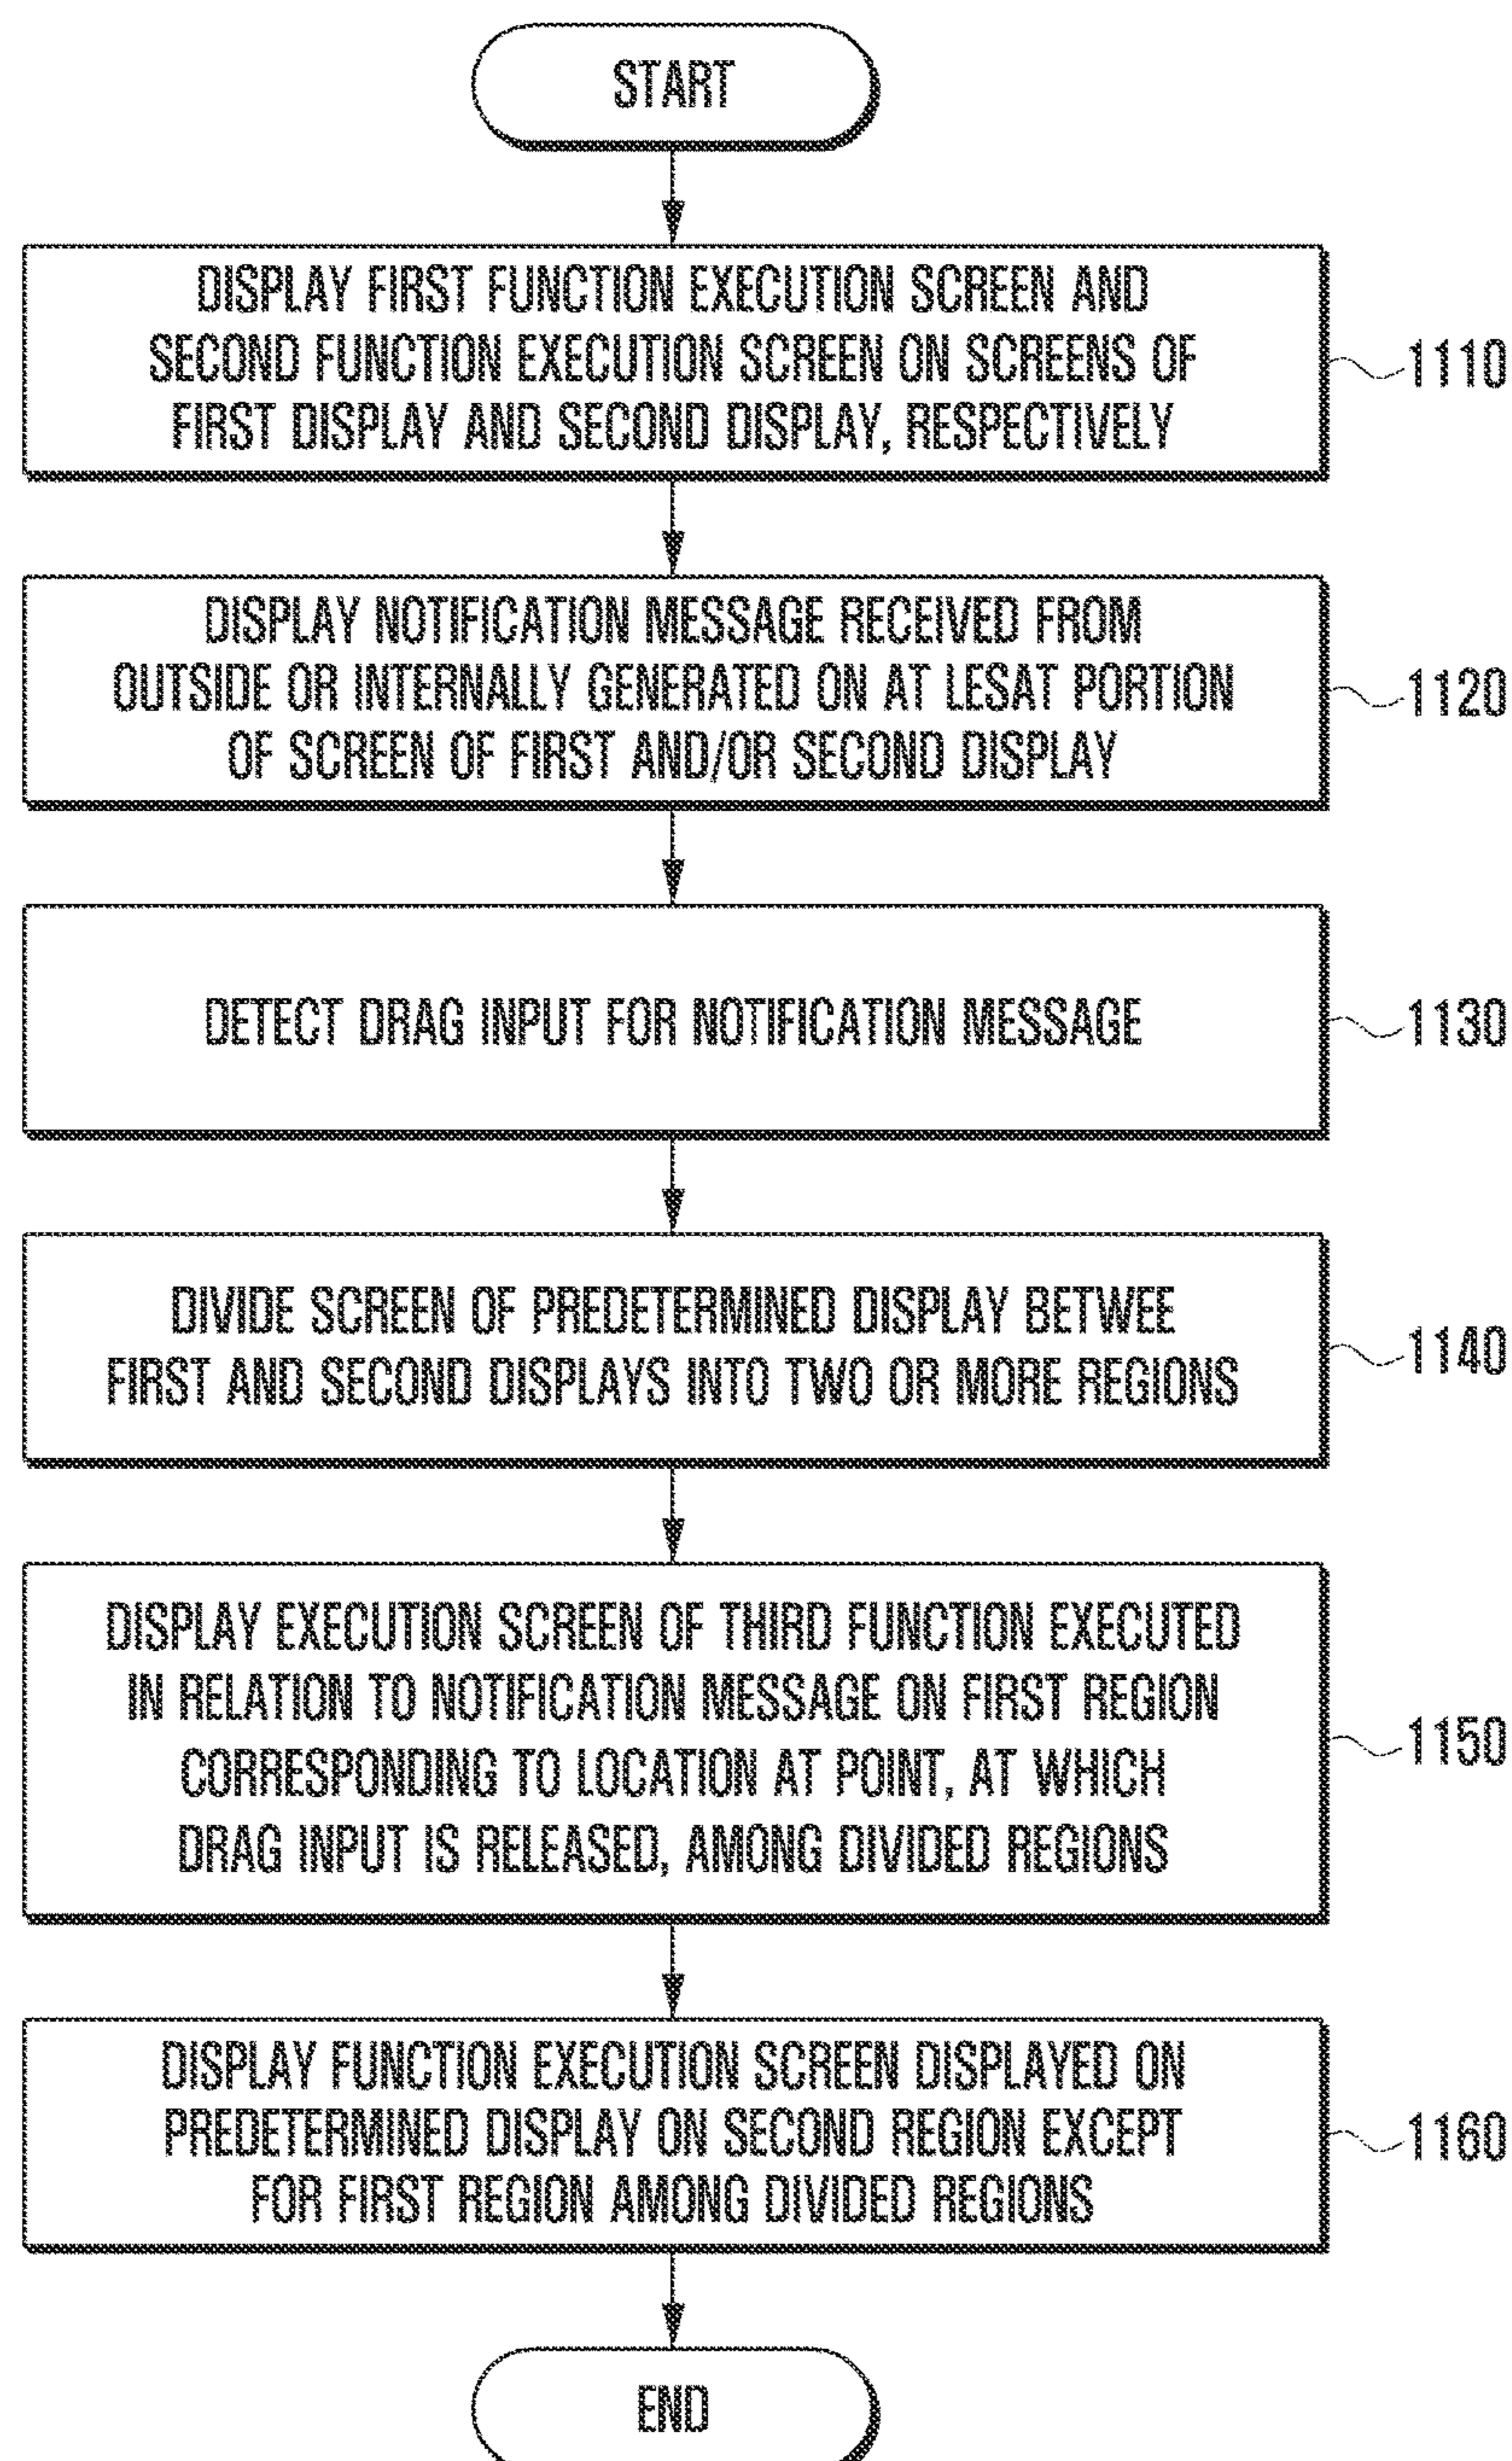 START
DISPLAY FIRST FUNCTION EXECUTION SCREEN AND
SECOND FUNCTION EXECUTION SCREEN ON SCREENS OF
FIRST DISPLAY AND SECOND DISPLAY, RESPECTIVELY
1110
DISPLAY NOTIFICATION MESSAGE RECEIVED FROM
OUTSIDE OR INTERNALLY GENERATED ON AT LESAT PORTION
OF SCREEN OF FIRST AND/OR SECOND DISPLAY
1120
DETECT DRAG INPUT FOR NOTIFICATION MESSAGE
1130
DIVIDE SCREEN OF PREDETERMINED DISPLAY BETWEE
FIRST AND SECOND DISPLAYS INTO TWO OR MORE REGIONS
1140
DISPLAY EXECUTION SCREEN OF THIRD FUNCTION EXECUTED
IN RELATION TO NOTIFICATION MESSAGE ON FIRST REGION
CORRESPONDING TO LOCATION AT POINT, AT WHICH
DRAG INPUT IS RELEASED, AMONG DIVIDED REGIONS
1150
DISPLAY FUNCTION EXECUTION SCREEN DISPLAYED ON
PREDETERMINED DISPLAY ON SECOND REGION EXCEPT
FOR FIRST REGION AMONG DIVIDED REGIONS
1160
END